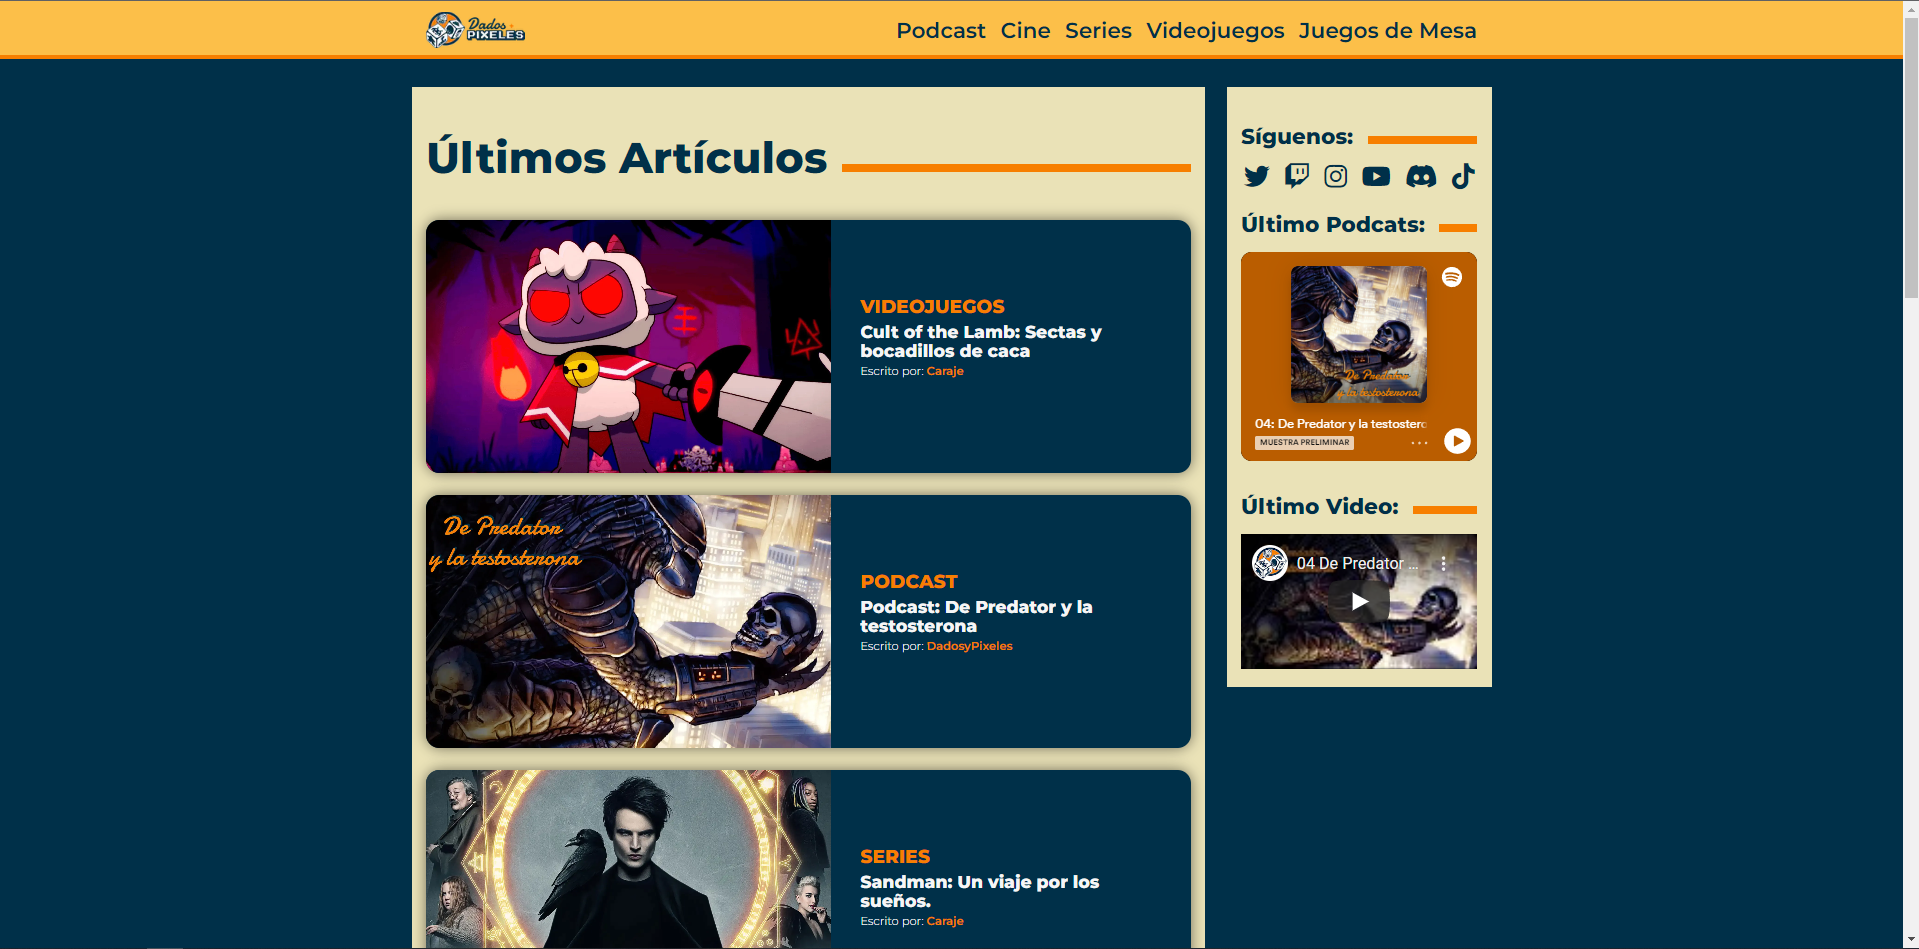 Dados
PIXELES
Podcast Cine Series Videojuegos Juegos de Mesa
Últimos Artículos
VIDEOJUEGOS
Cult of the Lamb: Sectas y
bocadillos de caca
Escrito por: Caraje
De Predator
y la testosterona
PODCAST
Podcast: De Predator y la
testosterona
Escrito por: DadosyPixeles
SERIES
Sandman: Un viaje por los
sueños.
Escrito por: Caraje
Síguenos:
Último Podcats:
De Predator
y la testosterona
04: De Predator y la testosterc
MUESTRA PRELIMINAR
Último Video:
04 De Predator ...